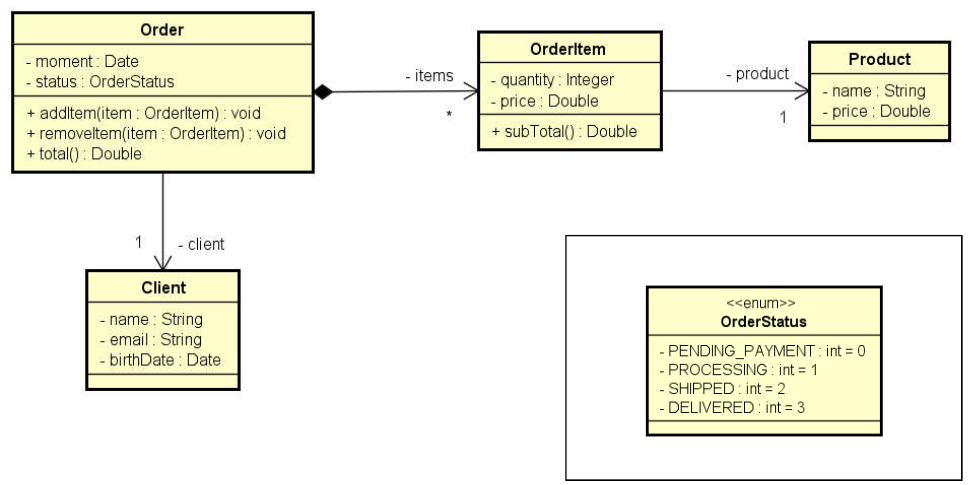 Order
- moment : Date
- status : OrderStatus
+ addItem(item : OrderItem) : void
+ removeItem(item : OrderItem) : void
+ total() : Double
- items
*
OrderItem
- quantity : Integer
- price : Double
+ subTotal() : Double
- product
1
Product
- name : String
- price : Double
1
- client
Client
- name : String
- email : String
- birthDate : Date
<<enum>>
OrderStatus
- PENDING_PAYMENT : int = 0
- PROCESSING : int = 1
- SHIPPED : int = 2
- DELIVERED : int = 3